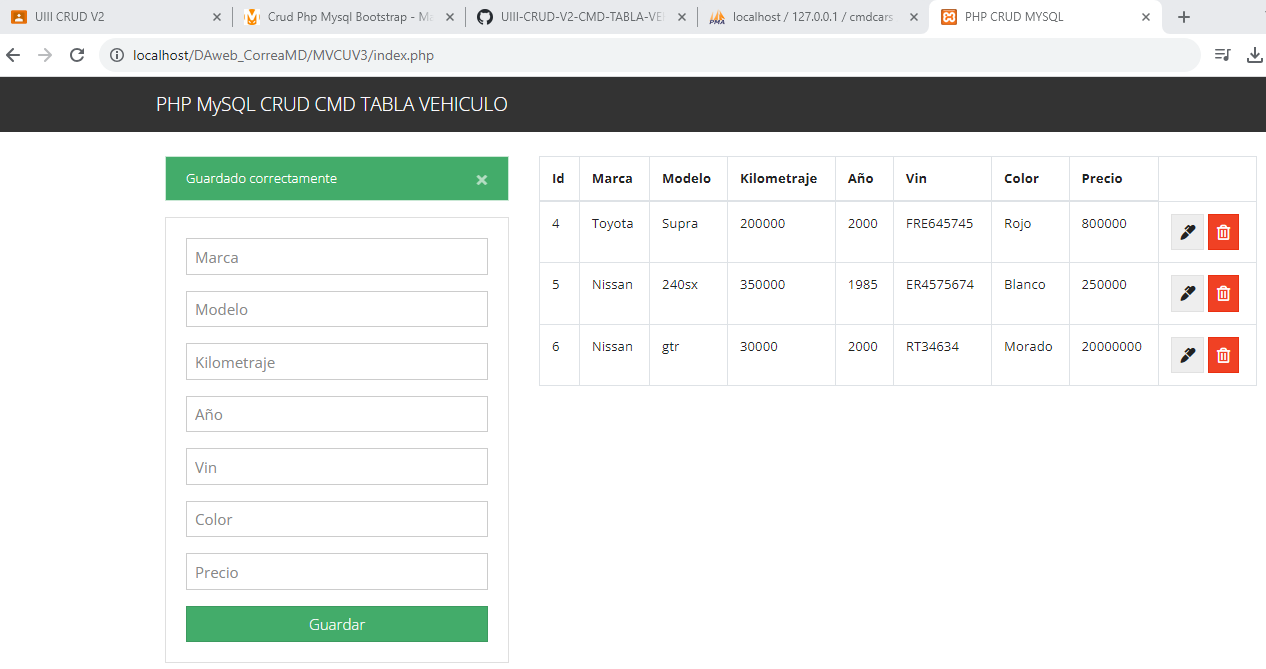 UIII CRUD V2
Crud Php Mysql Bootstrap - Ma
UIII-CRUD-V2-CMD-TABLA-VEI
localhost / 127.0.0.1 / cmdcars
PHP CRUD MYSQL
localhost/DAweb_CorreaMD/MVCUV3/index.php
PHP MySQL CRUD CMD TABLA VEHICULO
Guardado correctamente ×
Marca
Modelo
Kilometraje
Año
Vin
Color
Precio
Guardar
Id Marca Modelo Kilometraje Año Vin Color Precio
4 Toyota Supra 200000 2000 FRE645745 Rojo 800000
5 Nissan 240sx 350000 1985 ER4575674 Blanco 250000
6 Nissan gtr 30000 2000 RT34634 Morado 20000000